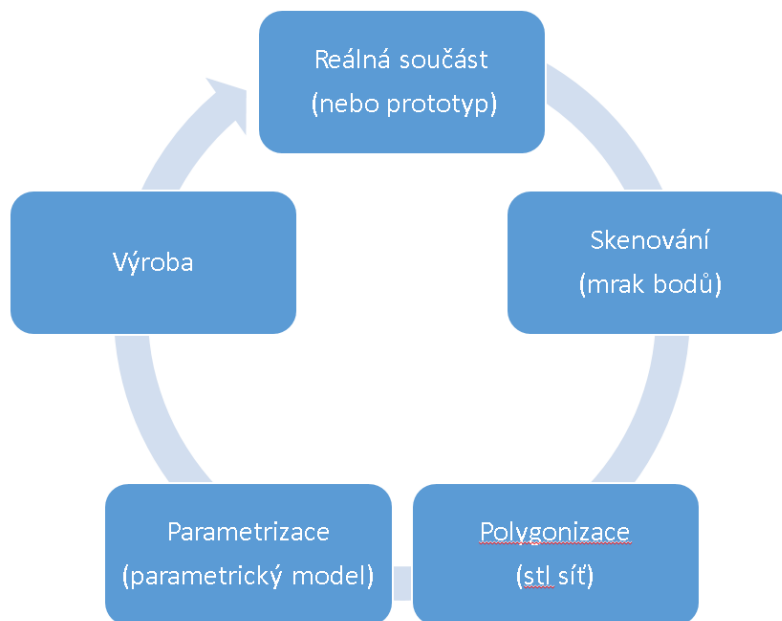 Reálná součást
(nebo prototyp)
Skenování
(mrak bodů)
Polygonizace
(stl síť)
Parametrizace
(parametrický model)
Výroba